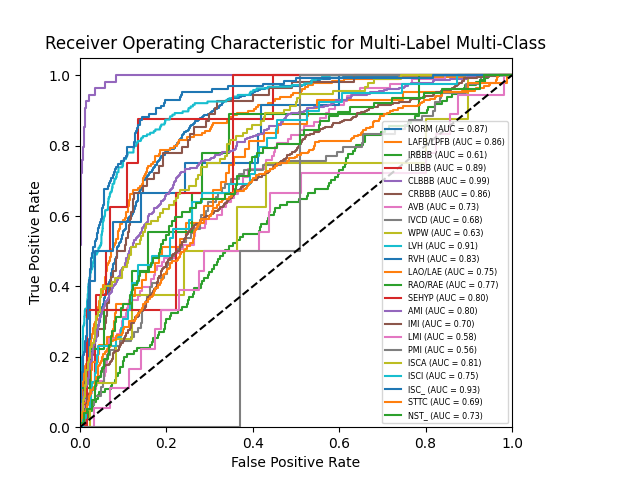 Receiver Operating Characteristic for Multi-Label Multi-Class
True Positive Rate
1.0
0.8
0.6
0.4
0.2
0.0
NORM (AUC = 0.87)
LAFB/LPFB (AUC = 0.86)
IRBBB (AUC = 0.61)
ILBBB (AUC = 0.89)
CLBBB (AUC = 0.99)
CRBBB (AUC = 0.86)
AVB (AUC = 0.73)
IVCD (AUC = 0.68)
WPW (AUC = 0.63)
LVH (AUC = 0.91)
RVH (AUC = 0.83)
LAO/LAE (AUC = 0.75)
RAO/RAE (AUC = 0.77)
SEHYP (AUC = 0.80)
AMI (AUC = 0.80)
IMI (AUC = 0.70)
LMI (AUC = 0.58)
PMI (AUC = 0.56)
ISCA (AUC = 0.81)
ISCI (AUC = 0.75)
ISC_ (AUC = 0.93)
STTC (AUC = 0.69)
NST_ (AUC = 0.73)
0.0 0.2 0.4 0.6 0.8 1.0
False Positive Rate